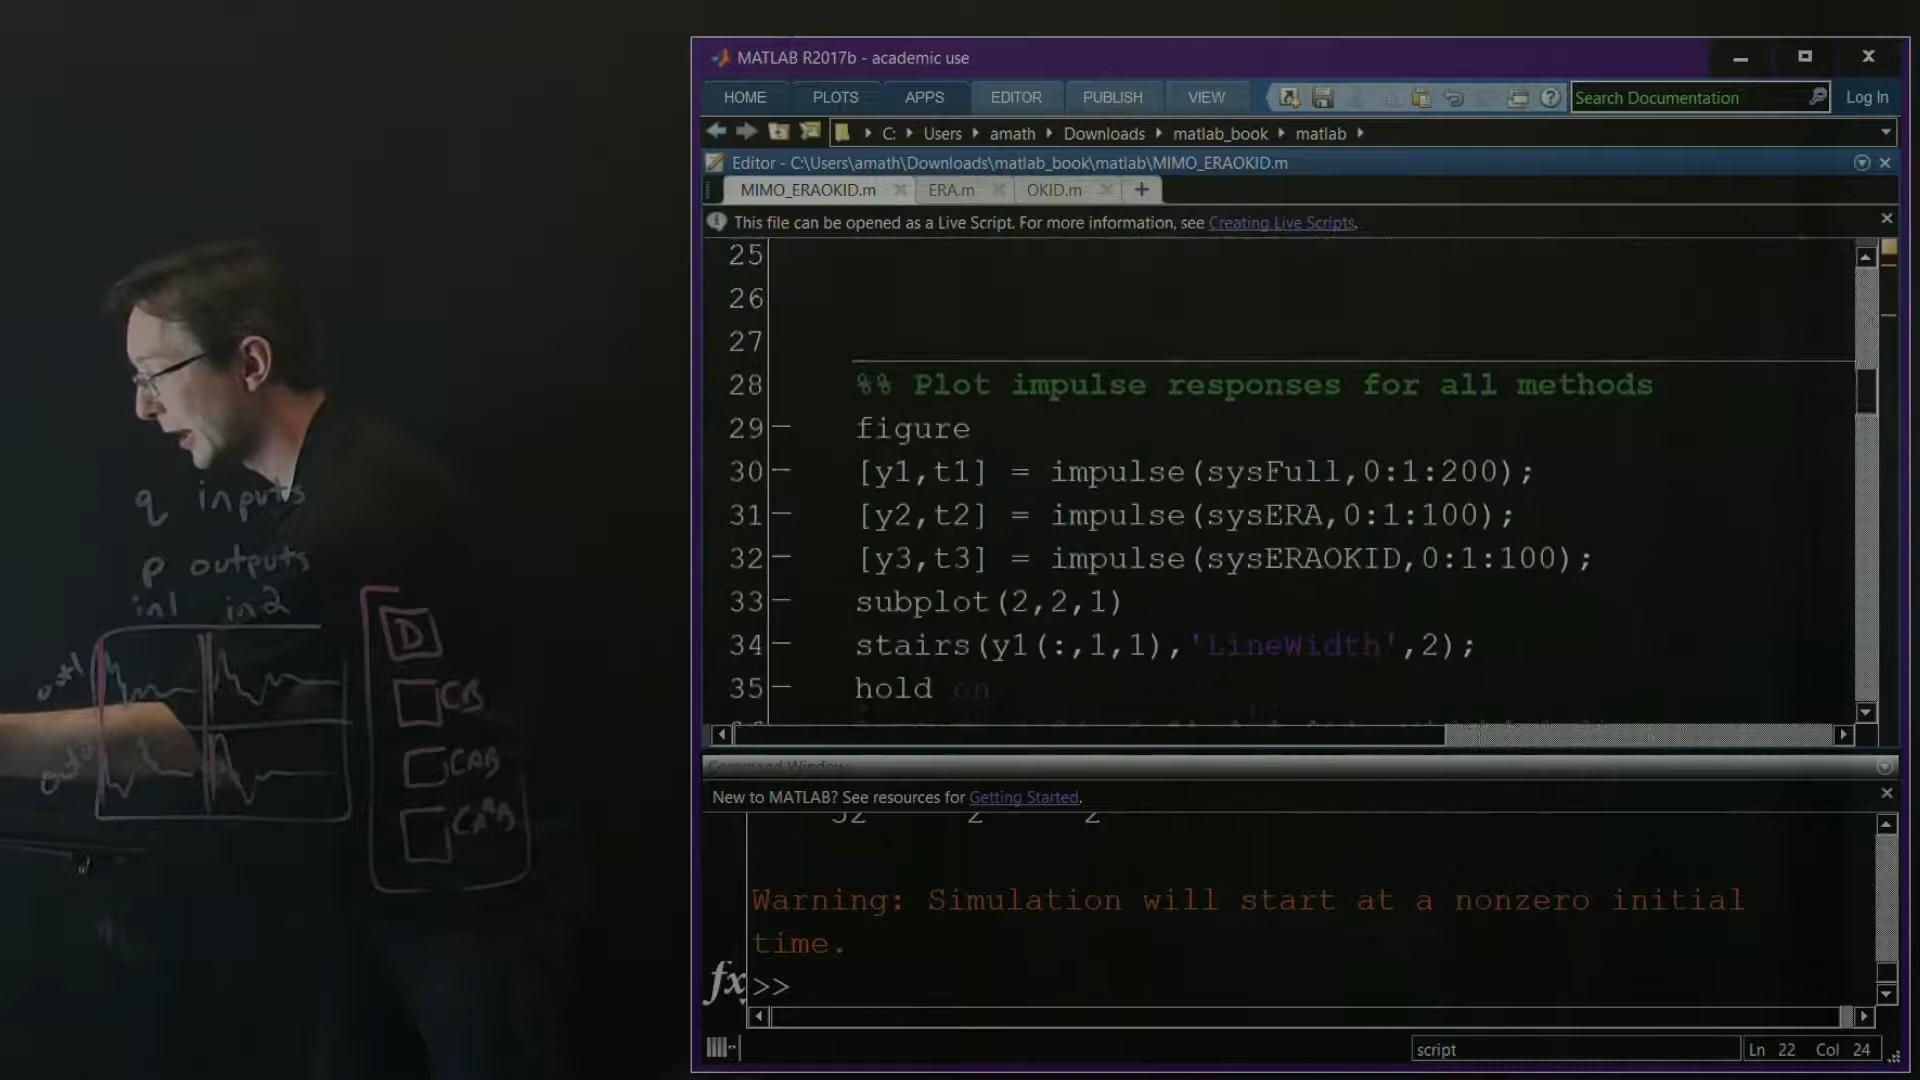 q inputs
p outputs
in1 in2
out1
D
CB
CAB
CA²B
MATLAB R2017b - academic use
HOME PLOTS APPS EDITOR PUBLISH VIEW Search Documentation Log In
C: Users amath Downloads matlab_book matlab
Editor - C:\Users\amath\Downloads\matlab_book\matlab\MIMO_ERAOKID.m
MIMO_ERAOKID.m ERA.m OKID.m +
This file can be opened as a Live Script. For more information, see Creating Live Scripts.
25
26
27
28 %% Plot impulse responses for all methods
29 figure
30 [y1,t1] = impulse(sysFull,0:1:200);
31 [y2,t2] = impulse(sysERA,0:1:100);
32 [y3,t3] = impulse(sysERAOKID,0:1:100);
33 subplot(2,2,1)
34 stairs(y1(:,1,1),'LineWidth',2);
35 hold on
Command Window
New to MATLAB? See resources for Getting Started.
Warning: Simulation will start at a nonzero initial
time.
fx >>
script Ln 22 Col 24